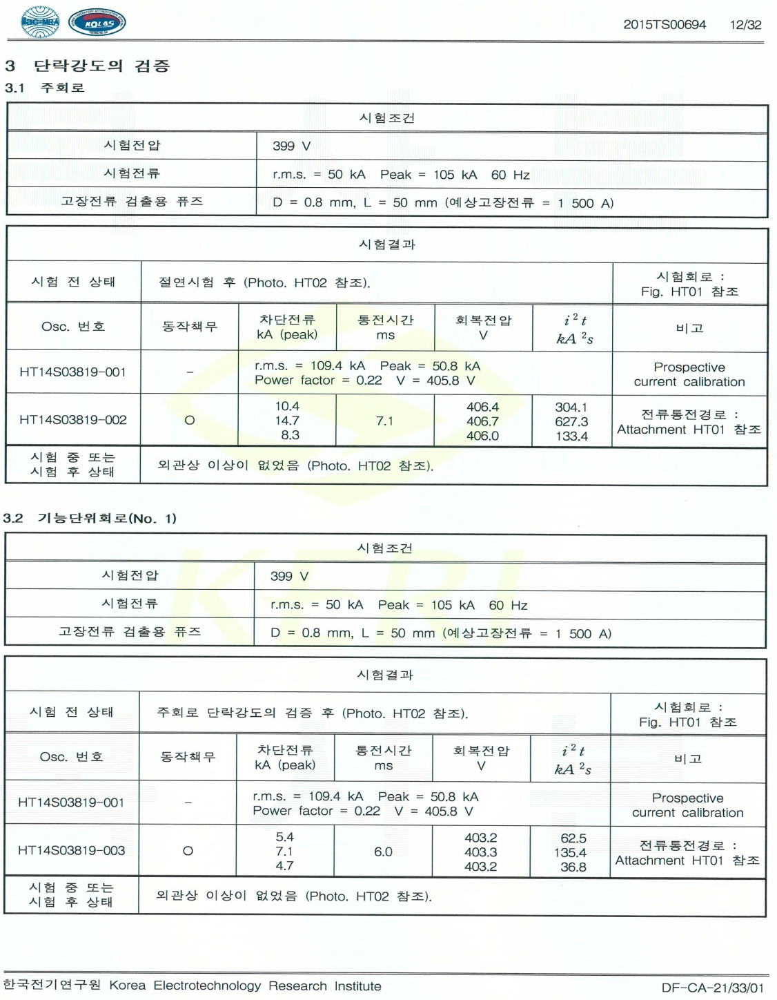 ilac-MRA
KOLAS
2015TS00694 12/32
3 단락강도의 검증
3.1 주회로
시험조건
시험전압 399 V
시험전류 r.m.s. = 50 kA Peak = 105 kA 60 Hz
고장전류 검출용 퓨즈 D = 0.8 mm, L = 50 mm (예상고장전류 = 1 500 A)
시험결과
시험 전 상태 절연시험 후 (Photo. HT02 참조). 시험회로 :
Fig. HT01 참조
Osc. 번호 동작책무 차단전류 통전시간 회복전압 i² t 비고
kA (peak) ms V kA ²s
HT14S03819-001 - r.m.s. = 109.4 kA Peak = 50.8 kA Prospective
Power factor = 0.22 V = 405.8 V current calibration
10.4 406.4 304.1
HT14S03819-002 O 14.7 7.1 406.7 627.3 전류통전경로 :
8.3 406.0 133.4 Attachment HT01 참조
시험 중 또는
시험 후 상태 외관상 이상이 없었음 (Photo. HT02 참조).
3.2 기능단위회로(No. 1)
시험조건
시험전압 399 V
시험전류 r.m.s. = 50 kA Peak = 105 kA 60 Hz
고장전류 검출용 퓨즈 D = 0.8 mm, L = 50 mm (예상고장전류 = 1 500 A)
시험결과
시험 전 상태 주회로 단락강도의 검증 후 (Photo. HT02 참조). 시험회로 :
Fig. HT01 참조
Osc. 번호 동작책무 차단전류 통전시간 회복전압 i² t 비고
kA (peak) ms V kA ²s
HT14S03819-001 - r.m.s. = 109.4 kA Peak = 50.8 kA Prospective
Power factor = 0.22 V = 405.8 V current calibration
5.4 403.2 62.5
HT14S03819-003 O 7.1 6.0 403.3 135.4 전류통전경로 :
4.7 403.2 36.8 Attachment HT01 참조
시험 중 또는
시험 후 상태 외관상 이상이 없었음 (Photo. HT02 참조).
KERI
한국전기연구원 Korea Electrotechnology Research Institute DF-CA-21/33/01